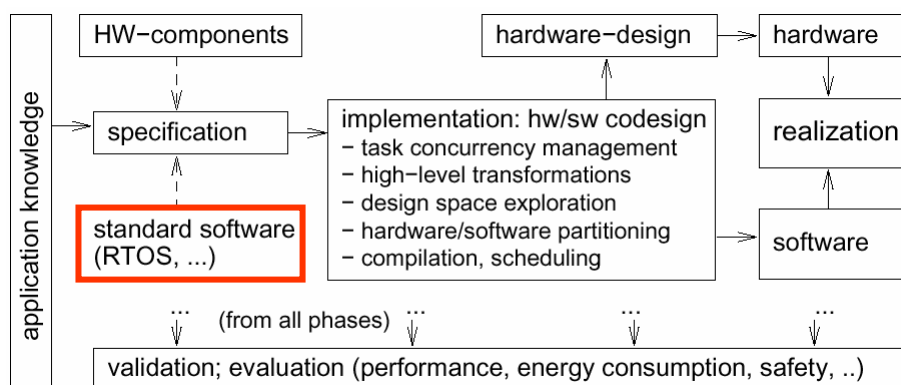 application knowledge
HW−components
hardware−design
hardware
specification
implementation: hw/sw codesign
− task concurrency management
− high−level transformations
− design space exploration
− hardware/software partitioning
− compilation, scheduling
realization
standard software
(RTOS, ...)
software
... (from all phases) ... ... ...
validation; evaluation (performance, energy consumption, safety, ..)